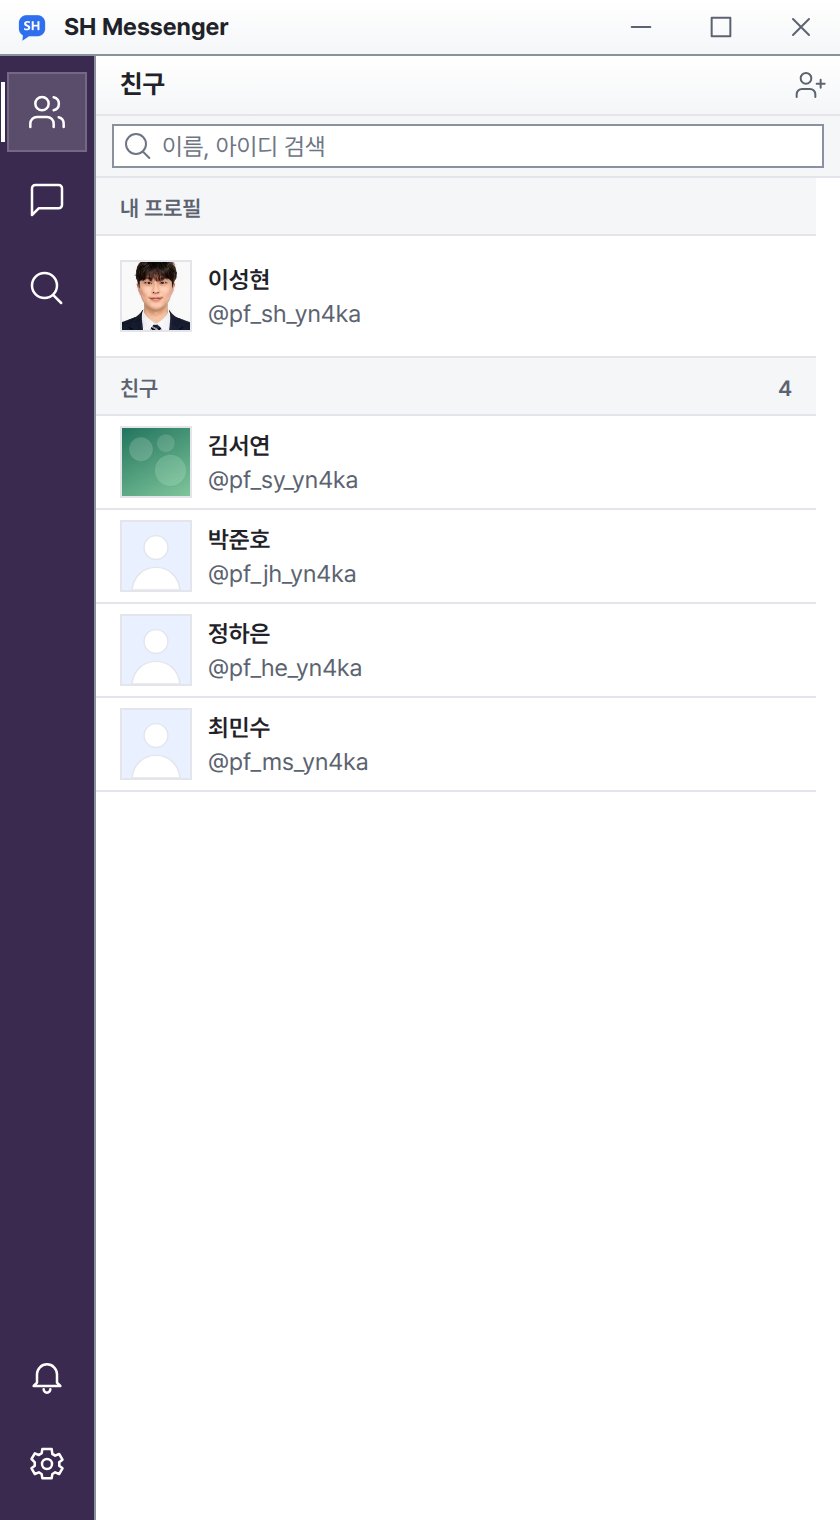 SH SH Messenger
친구
이름, 아이디 검색
내 프로필
이성현
@pf_sh_yn4ka
친구 4
김서연
@pf_sy_yn4ka
박준호
@pf_jh_yn4ka
정하은
@pf_he_yn4ka
최민수
@pf_ms_yn4ka